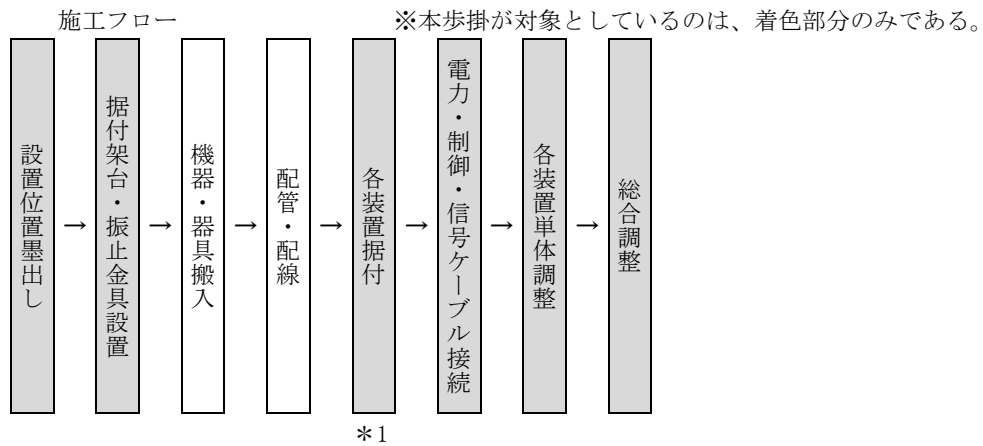 施工フロー
※本歩掛が対象としているのは、着色部分のみである。
設置位置墨出し
→
据付架台・振止金具設置
→
機器・器具搬入
→
配管・配線
→
各装置据付
→
電力・制御・信号ケーブル接続
→
各装置単体調整
→
総合調整
＊1